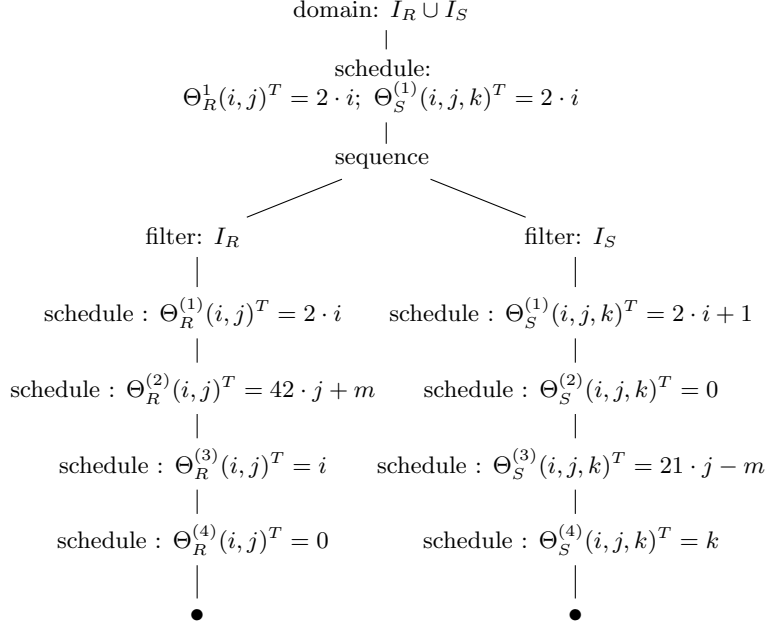 domain: I_R ∪ I_S
schedule:
Θ_R^1(i, j)^T = 2 · i; Θ_S^(1)(i, j, k)^T = 2 · i
sequence
filter: I_R
filter: I_S
schedule : Θ_R^(1)(i, j)^T = 2 · i
schedule : Θ_S^(1)(i, j, k)^T = 2 · i + 1
schedule : Θ_R^(2)(i, j)^T = 42 · j + m
schedule : Θ_S^(2)(i, j, k)^T = 0
schedule : Θ_R^(3)(i, j)^T = i
schedule : Θ_S^(3)(i, j, k)^T = 21 · j − m
schedule : Θ_R^(4)(i, j)^T = 0
schedule : Θ_S^(4)(i, j, k)^T = k